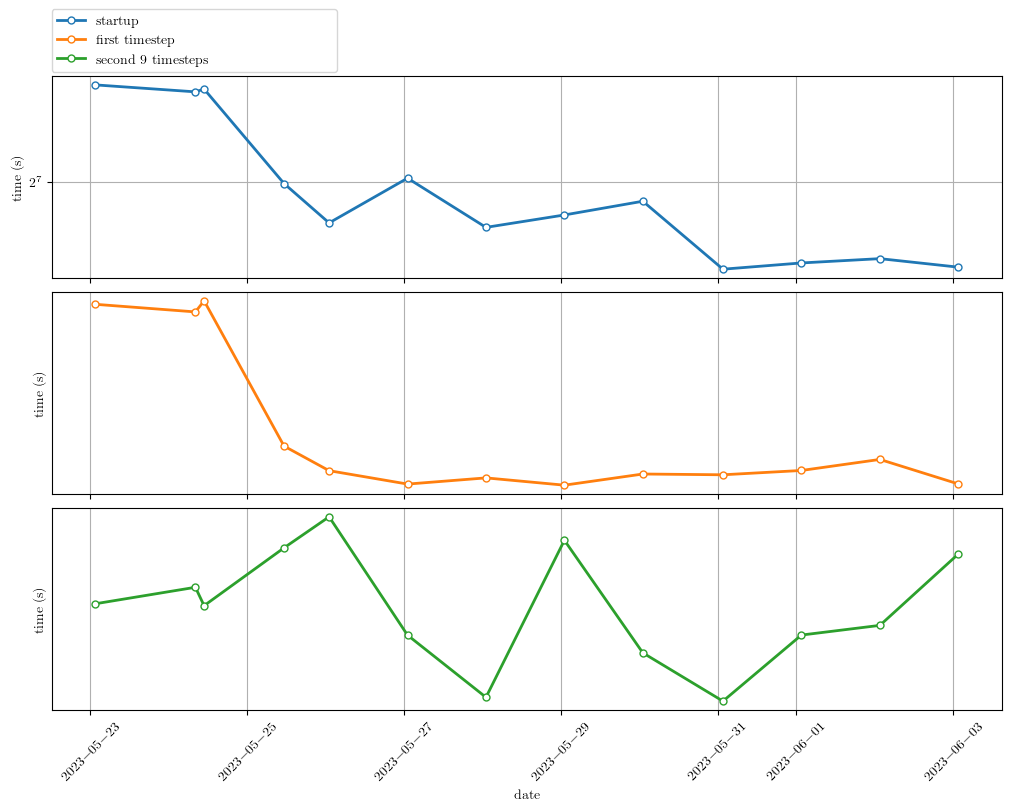 startup
first timestep
second 9 timesteps
time (s)
2⁷
time (s)
time (s)
2023−05−23
2023−05−25
2023−05−27
2023−05−29
2023−05−31
2023−06−01
2023−06−03
date